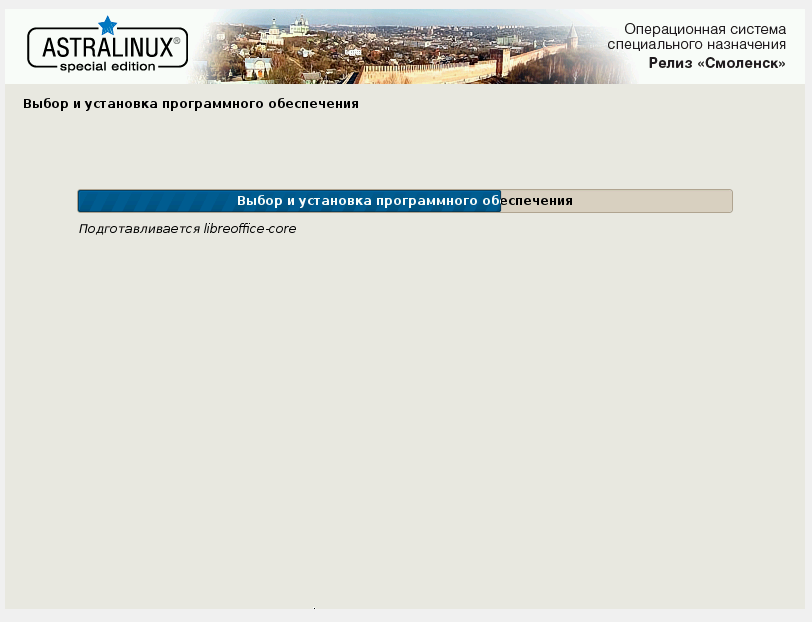 ASTRALINUX®
special edition
Операционная система
специального назначения
Релиз «Смоленск»
Выбор и установка программного обеспечения
Выбор и установка программного обеспечения
Подготавливается libreoffice-core